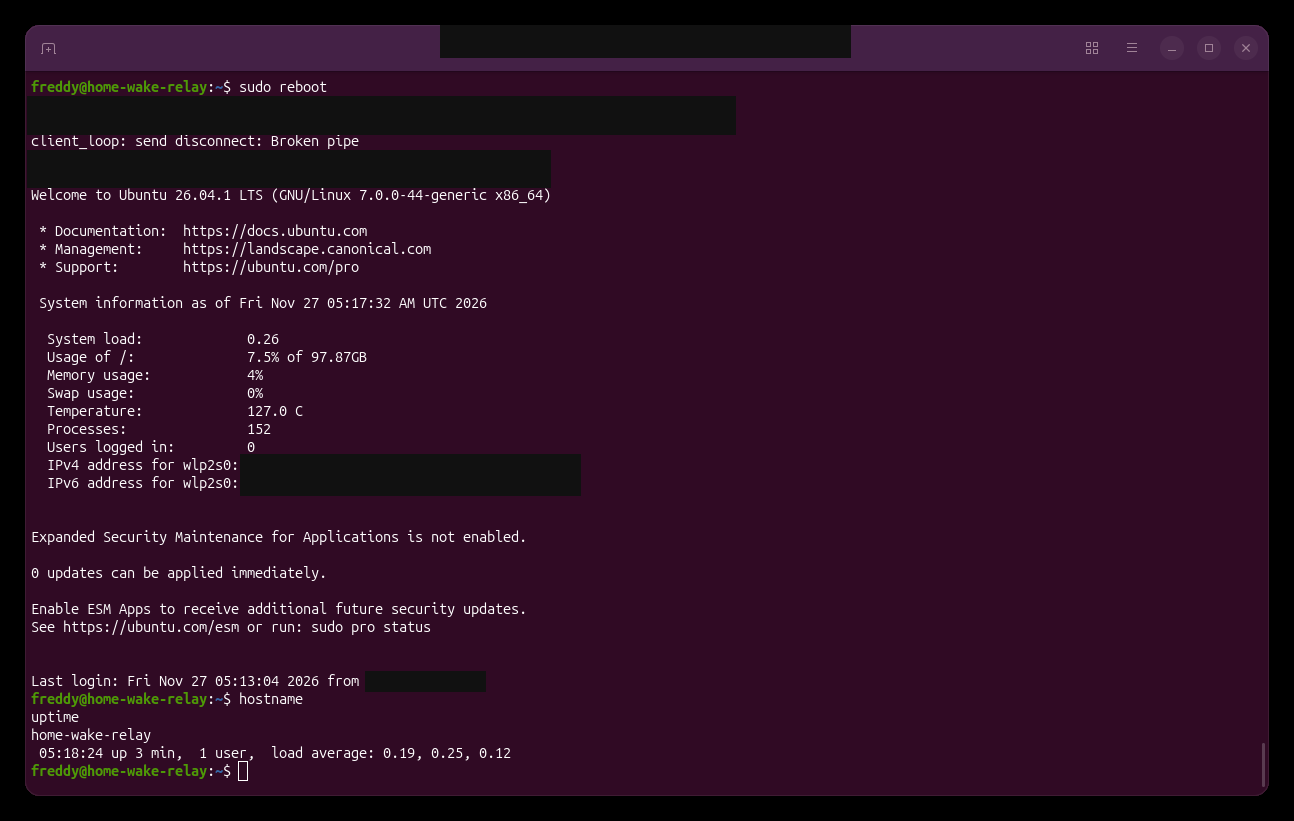 freddy@home-wake-relay:~$ sudo reboot
client_loop: send disconnect: Broken pipe
Welcome to Ubuntu 26.04.1 LTS (GNU/Linux 7.0.0-44-generic x86_64)
* Documentation:  https://docs.ubuntu.com
* Management:     https://landscape.canonical.com
* Support:        https://ubuntu.com/pro
System information as of Fri Nov 27 05:17:32 AM UTC 2026
System load:             0.26
Usage of /:              7.5% of 97.87GB
Memory usage:            4%
Swap usage:              0%
Temperature:             127.0 C
Processes:               152
Users logged in:         0
IPv4 address for wlp2s0:
IPv6 address for wlp2s0:
Expanded Security Maintenance for Applications is not enabled.
0 updates can be applied immediately.
Enable ESM Apps to receive additional future security updates.
See https://ubuntu.com/esm or run: sudo pro status
Last login: Fri Nov 27 05:13:04 2026 from
freddy@home-wake-relay:~$ hostname
uptime
home-wake-relay
05:18:24 up 3 min,  1 user,  load average: 0.19, 0.25, 0.12
freddy@home-wake-relay:~$